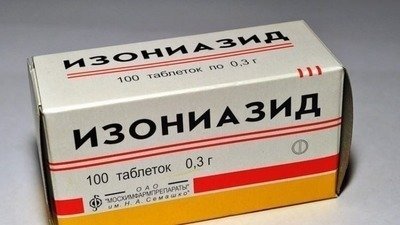 ИЗОНИАЗИД
100 таблеток по 0,3 г
ИЗОНИАЗИД
100 таблеток 0,3 г
ОАО
"МОСХИМФАРМПРЕПАРАТЫ"
им. Н.А. Семашко